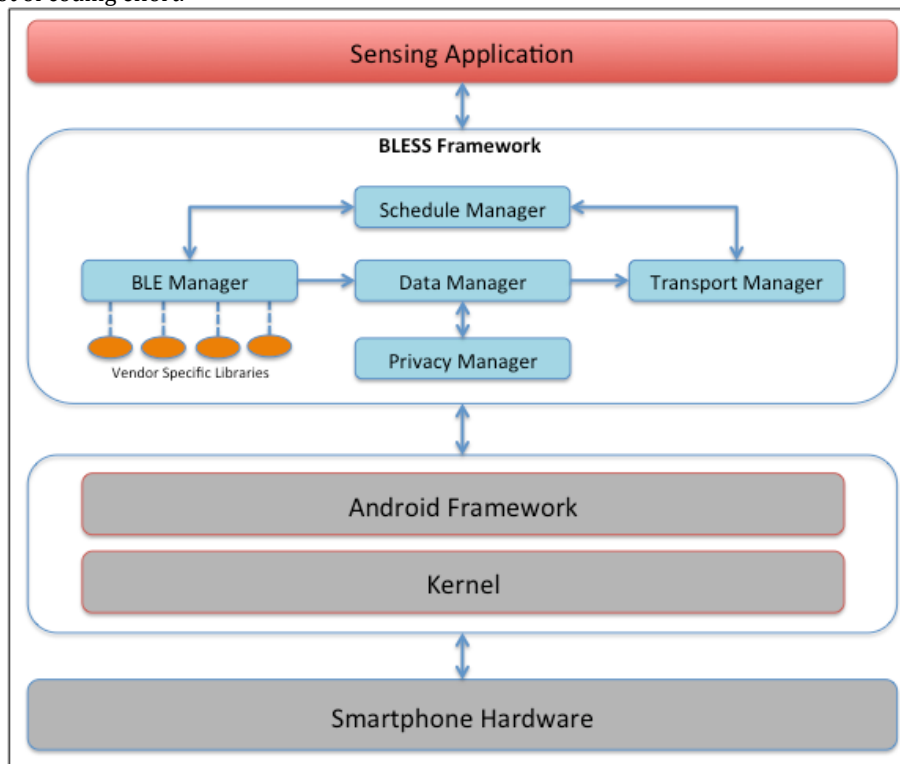 Sensing Application
BLESS Framework
Schedule Manager
BLE Manager
Data Manager
Transport Manager
Privacy Manager
Vendor Specific Libraries
Android Framework
Kernel
Smartphone Hardware